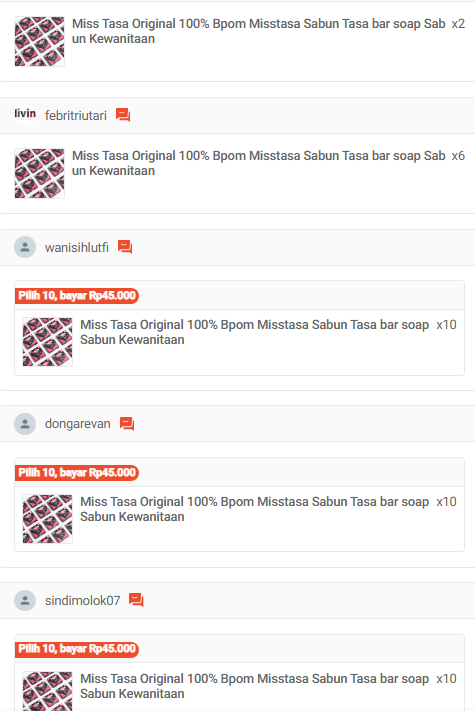 Miss Tasa Original 100% Bpom Misstasa Sabun Tasa bar soap Sab x2
un Kewanitaan
livin febritriutari
Miss Tasa Original 100% Bpom Misstasa Sabun Tasa bar soap Sab x6
un Kewanitaan
wanisihlutfi
Pilih 10, bayar Rp45.000
Miss Tasa Original 100% Bpom Misstasa Sabun Tasa bar soap x10
Sabun Kewanitaan
dongarevan
Pilih 10, bayar Rp45.000
Miss Tasa Original 100% Bpom Misstasa Sabun Tasa bar soap x10
Sabun Kewanitaan
sindimolok07
Pilih 10, bayar Rp45.000
Miss Tasa Original 100% Bpom Misstasa Sabun Tasa bar soap x10
Sabun Kewanitaan